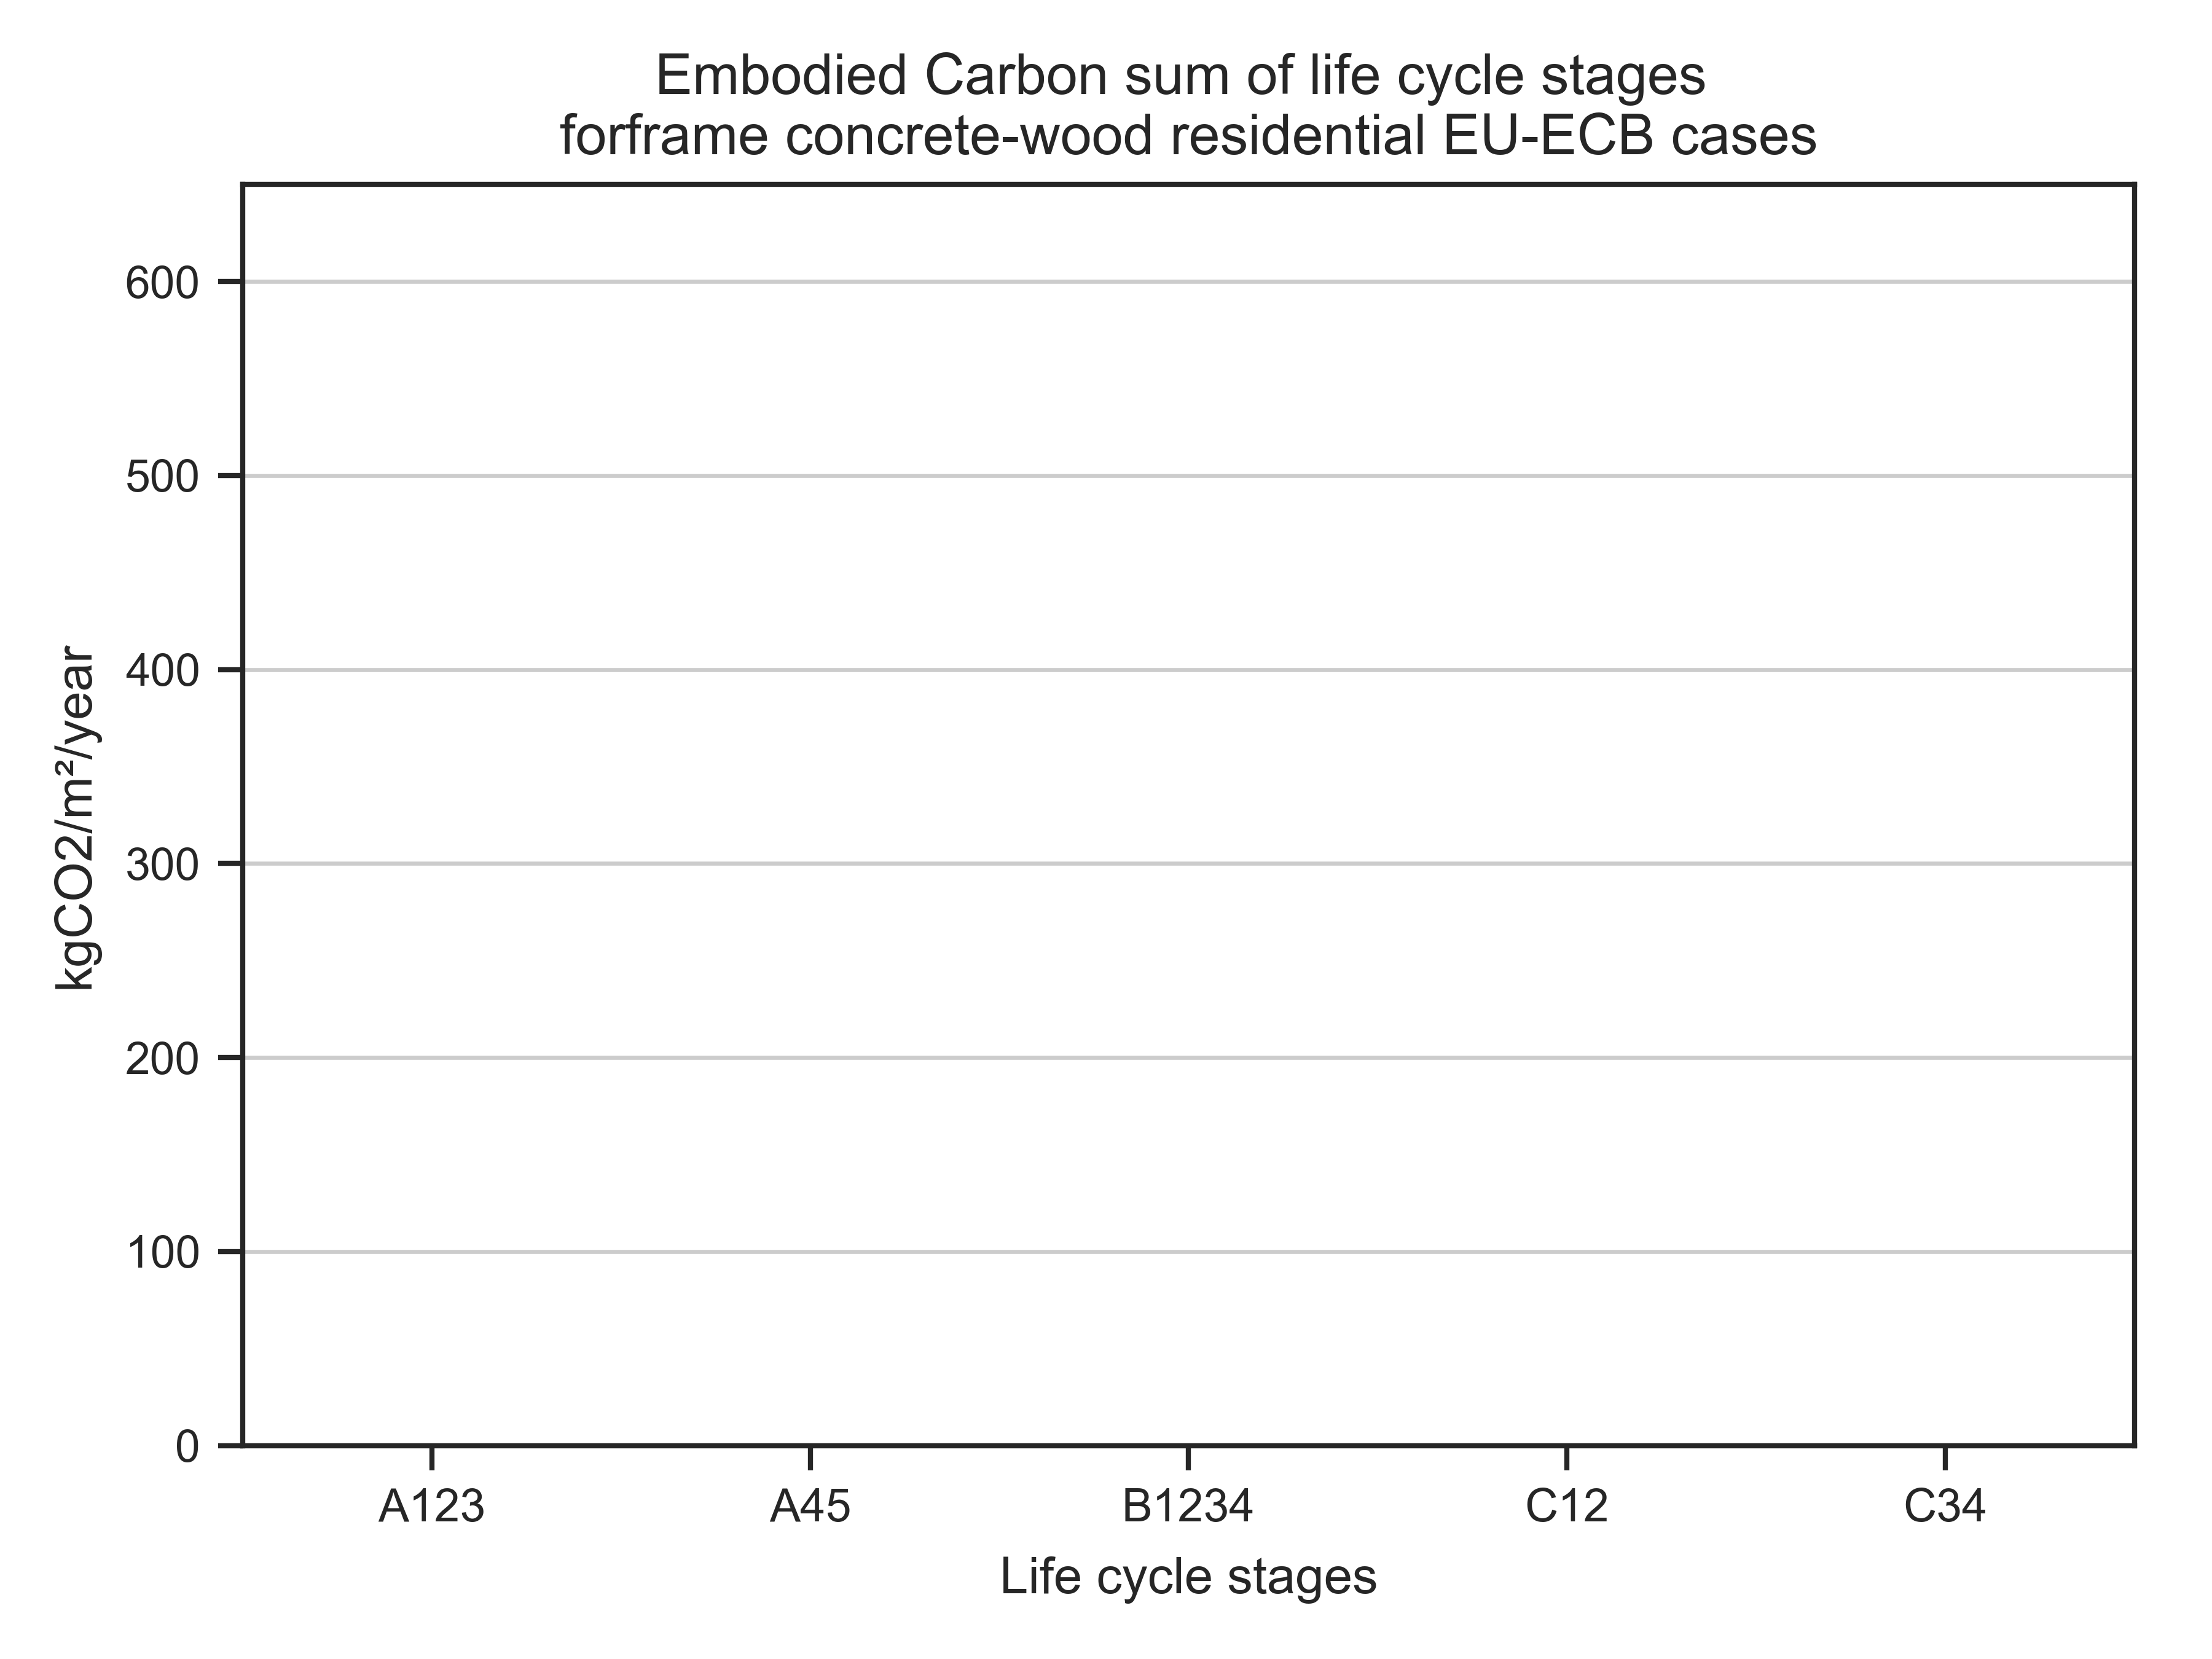 Embodied Carbon sum of life cycle stages
forframe concrete-wood residential EU-ECB cases
kgCO2/m²/year
600
500
400
300
200
100
0
A123 A45 B1234 C12 C34
Life cycle stages